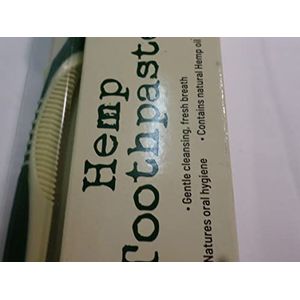 Hemp
Toothpaste
• Gentle cleansing, fresh breath
• Contains natural Hemp oil
Natures oral hygiene